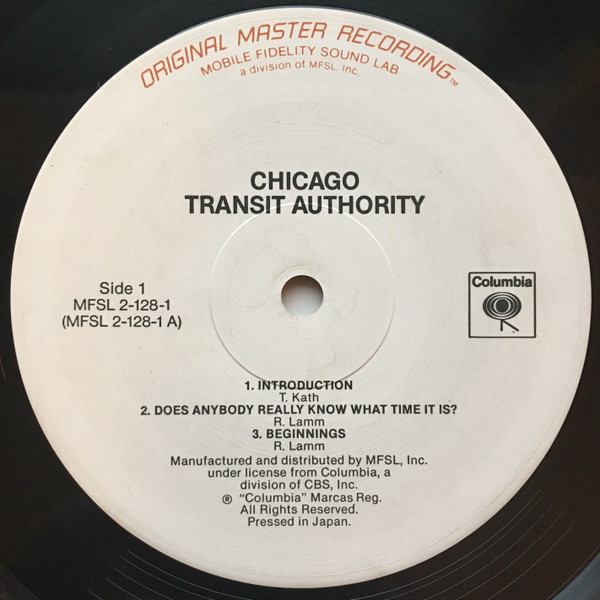 ORIGINAL MASTER RECORDING™
MOBILE FIDELITY SOUND LAB
a division of MFSL, Inc.
CHICAGO
TRANSIT AUTHORITY
Side 1
MFSL 2-128-1
(MFSL 2-128-1 A)
Columbia
1. INTRODUCTION
T. Kath
2. DOES ANYBODY REALLY KNOW WHAT TIME IT IS?
R. Lamm
3. BEGINNINGS
R. Lamm
Manufactured and distributed by MFSL, Inc.
under license from Columbia, a
division of CBS, Inc.
® "Columbia" Marcas Reg.
All Rights Reserved.
Pressed in Japan.